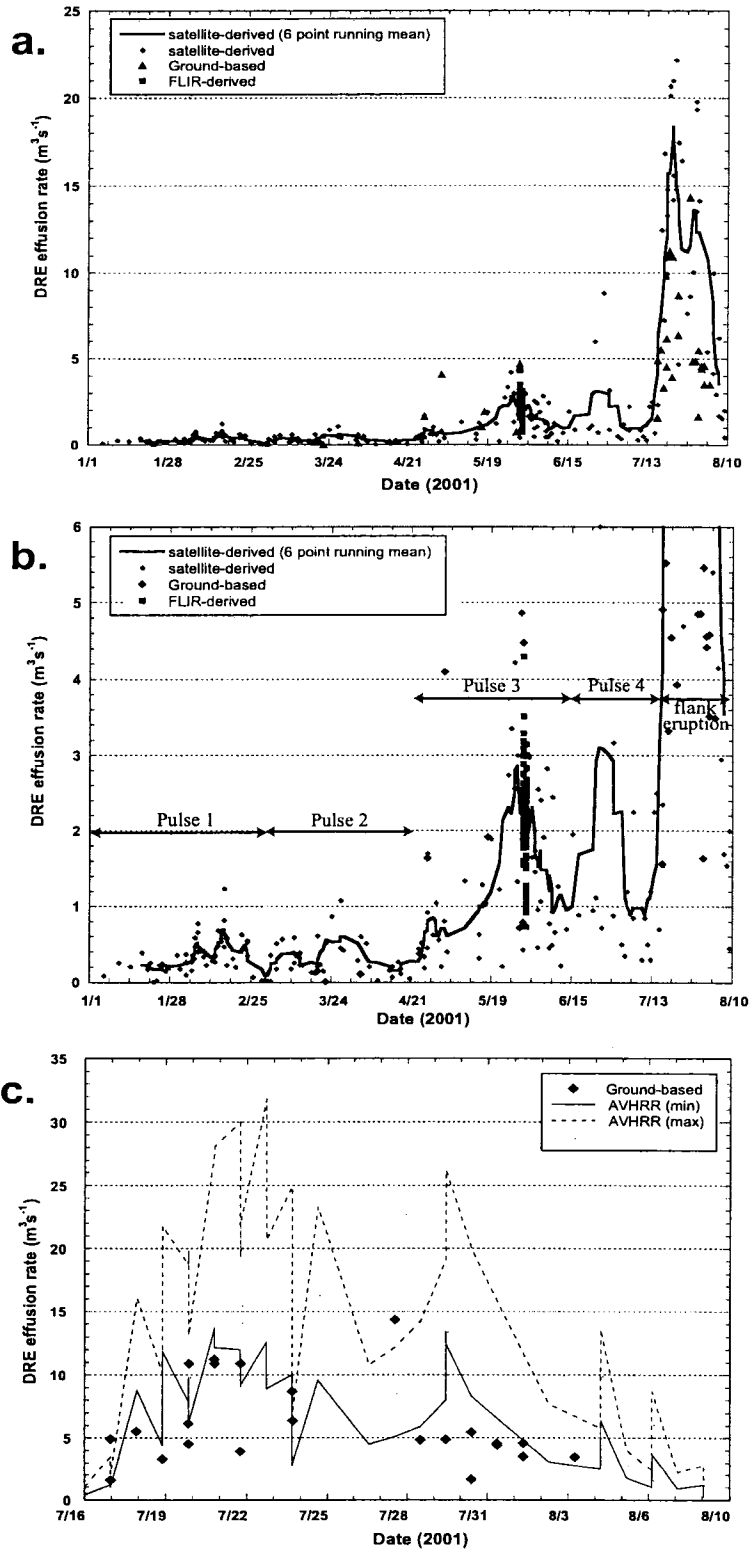 a.
25
20
15
10
5
0
DRE effusion rate (m³s⁻¹)
satellite-derived (6 point running mean)
satellite-derived
Ground-based
FLIR-derived
1/1 1/28 2/25 3/24 4/21 5/19 6/15 7/13 8/10
Date (2001)
b.
6
5
4
3
2
1
0
DRE effusion rate (m³s⁻¹)
satellite-derived (6 point running mean)
satellite-derived
Ground-based
FLIR-derived
Pulse 3
Pulse 4
flank
eruption
Pulse 1
Pulse 2
1/1 1/28 2/25 3/24 4/21 5/19 6/15 7/13 8/10
Date (2001)
c.
35
30
25
20
15
10
5
0
DRE effusion rate (m³s⁻¹)
Ground-based
AVHRR (min)
AVHRR (max)
7/16 7/19 7/22 7/25 7/28 7/31 8/3 8/6 8/10
Date (2001)